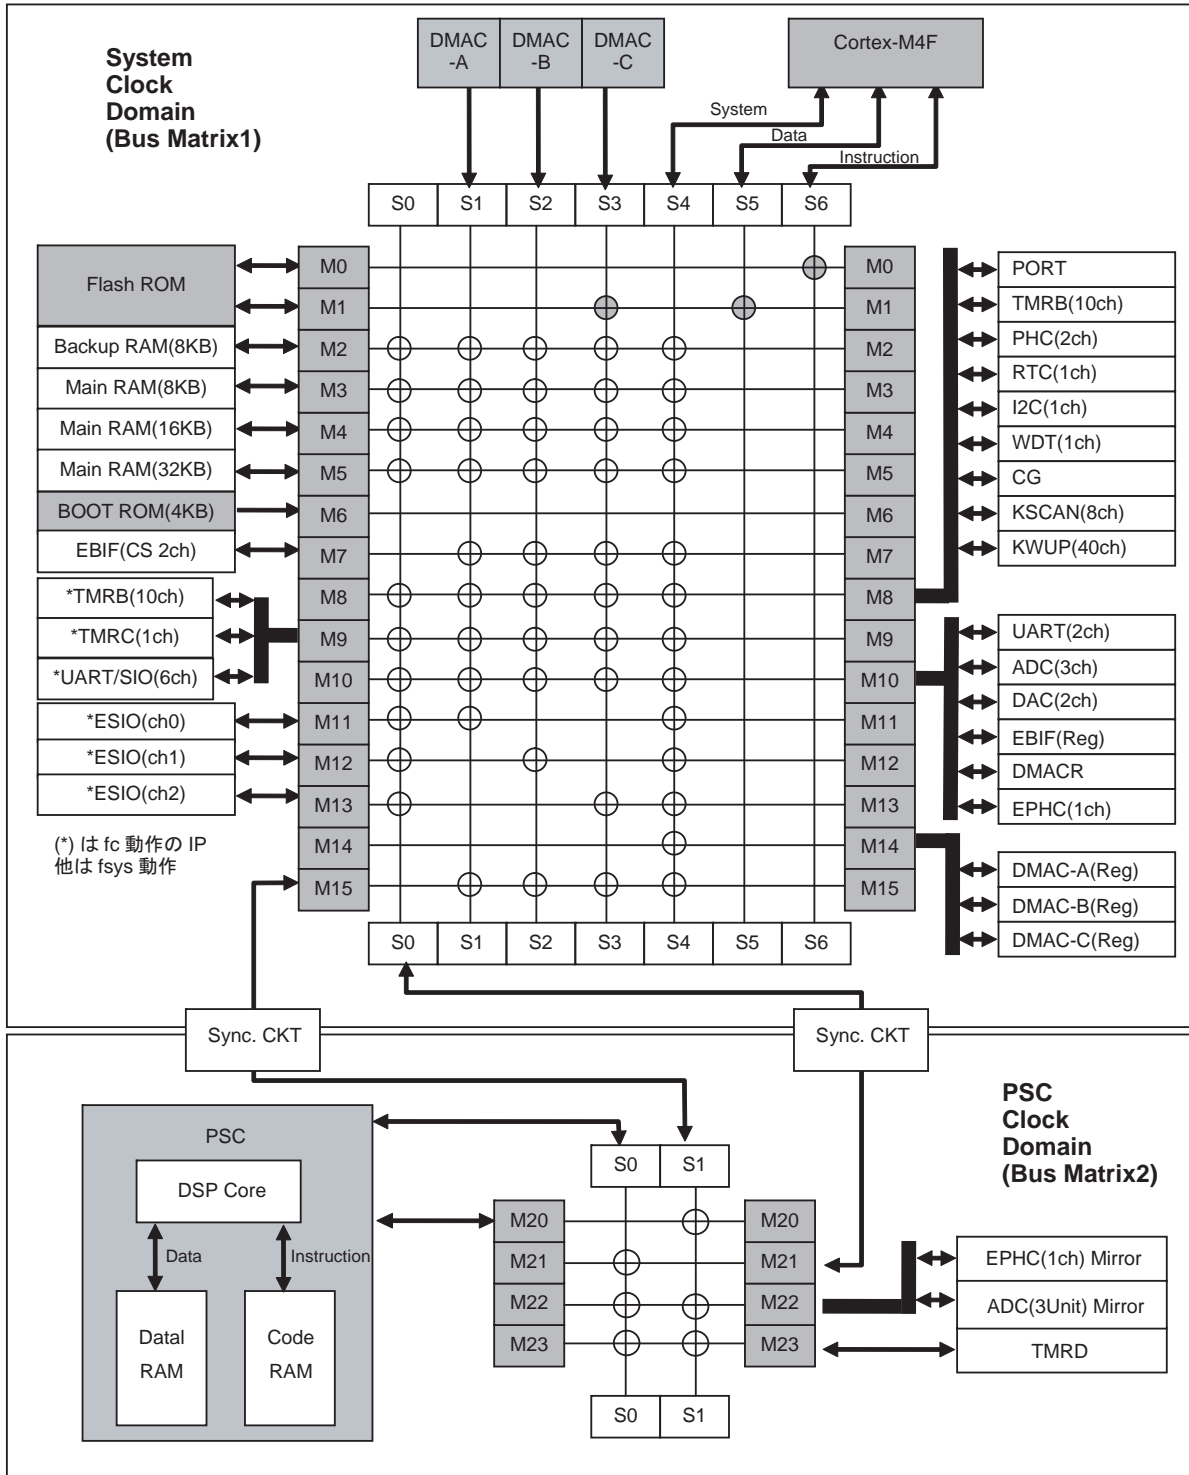 System
Clock
Domain
(Bus Matrix1)
DMAC
-A
DMAC
-B
DMAC
-C
Cortex-M4F
System
Data
Instruction
S0 S1 S2 S3 S4 S5 S6
Flash ROM
Backup RAM(8KB)
Main RAM(8KB)
Main RAM(16KB)
Main RAM(32KB)
BOOT ROM(4KB)
EBIF(CS 2ch)
*TMRB(10ch)
*TMRC(1ch)
*UART/SIO(6ch)
*ESIO(ch0)
*ESIO(ch1)
*ESIO(ch2)
(*) は fc 動作の IP
他は fsys 動作
M0
M1
M2
M3
M4
M5
M6
M7
M8
M9
M10
M11
M12
M13
M14
M15
M0
M1
M2
M3
M4
M5
M6
M7
M8
M9
M10
M11
M12
M13
M14
M15
PORT
TMRB(10ch)
PHC(2ch)
RTC(1ch)
I2C(1ch)
WDT(1ch)
CG
KSCAN(8ch)
KWUP(40ch)
UART(2ch)
ADC(3ch)
DAC(2ch)
EBIF(Reg)
DMACR
EPHC(1ch)
DMAC-A(Reg)
DMAC-B(Reg)
DMAC-C(Reg)
S0 S1 S2 S3 S4 S5 S6
Sync. CKT
Sync. CKT
PSC
Clock
Domain
(Bus Matrix2)
PSC
DSP Core
Data
Instruction
Datal
RAM
Code
RAM
S0 S1
M20
M21
M22
M23
M20
M21
M22
M23
EPHC(1ch) Mirror
ADC(3Unit) Mirror
TMRD
S0 S1